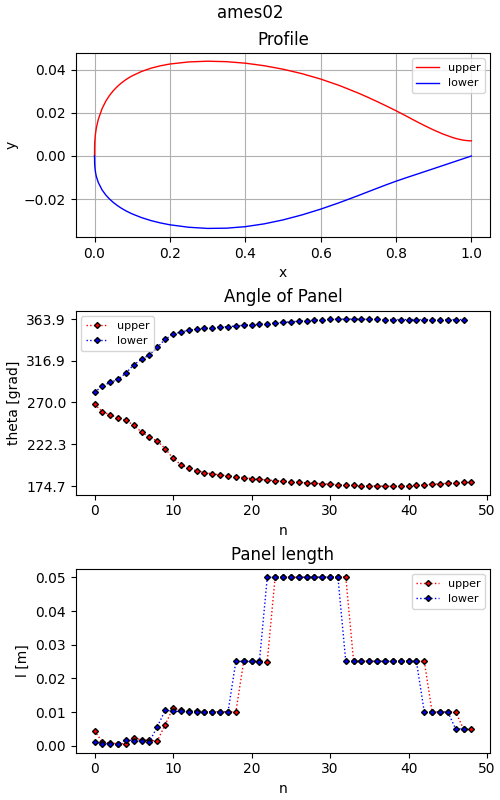 ames02
Profile
0.04
0.02
0.00
−0.02
y
upper
lower
0.0 0.2 0.4 0.6 0.8 1.0
x
Angle of Panel
363.9
316.9
270.0
222.3
174.7
theta [grad]
upper
lower
0 10 20 30 40 50
n
Panel length
0.05
0.04
0.03
0.02
0.01
0.00
l [m]
upper
lower
0 10 20 30 40 50
n